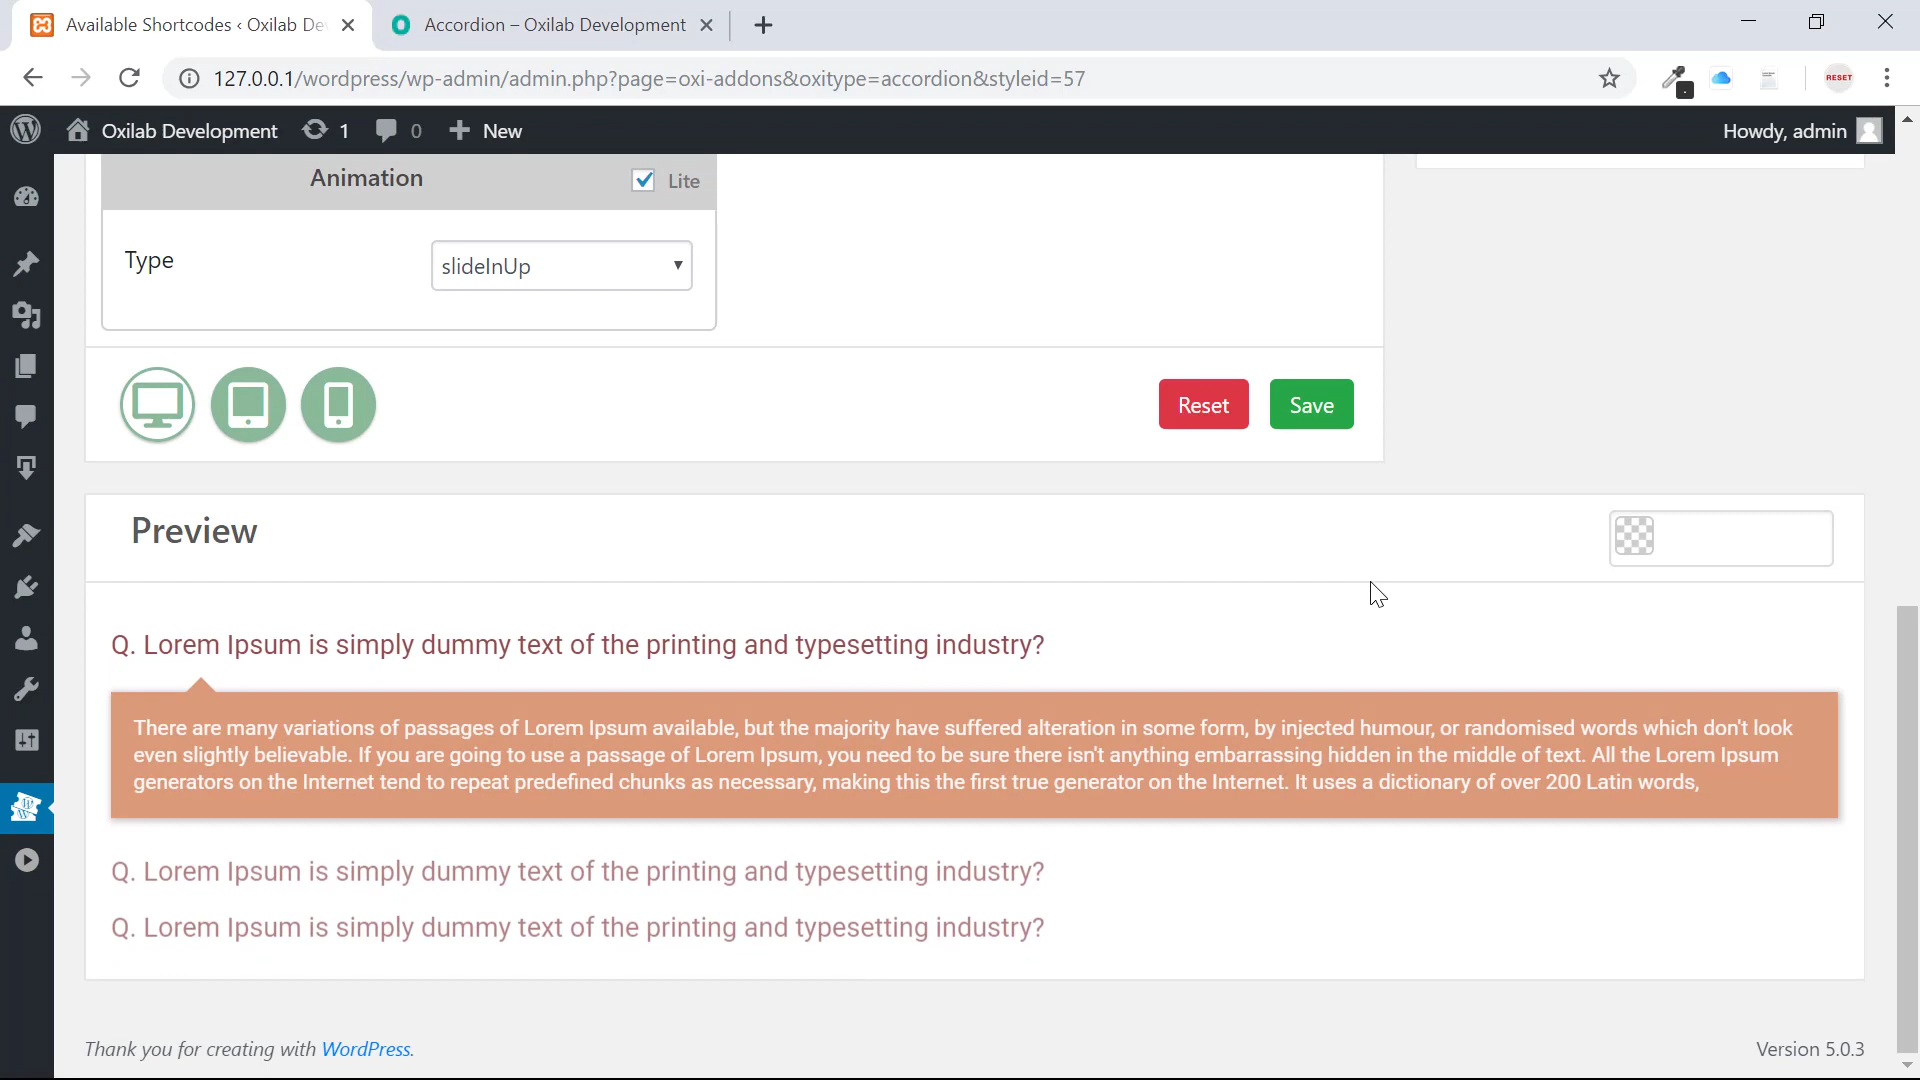 Available Shortcodes ‹ Oxilab De
Accordion – Oxilab Development
127.0.0.1/wordpress/wp-admin/admin.php?page=oxi-addons&oxitype=accordion&styleid=57
RESET
Oxilab Development
1
0
New
Howdy, admin
Animation
Lite
Type
slideInUp
Reset
Save
Preview
Q. Lorem Ipsum is simply dummy text of the printing and typesetting industry?
There are many variations of passages of Lorem Ipsum available, but the majority have suffered alteration in some form, by injected humour, or randomised words which don't look
even slightly believable. If you are going to use a passage of Lorem Ipsum, you need to be sure there isn't anything embarrassing hidden in the middle of text. All the Lorem Ipsum
generators on the Internet tend to repeat predefined chunks as necessary, making this the first true generator on the Internet. It uses a dictionary of over 200 Latin words,
Q. Lorem Ipsum is simply dummy text of the printing and typesetting industry?
Q. Lorem Ipsum is simply dummy text of the printing and typesetting industry?
Thank you for creating with WordPress.
Version 5.0.3